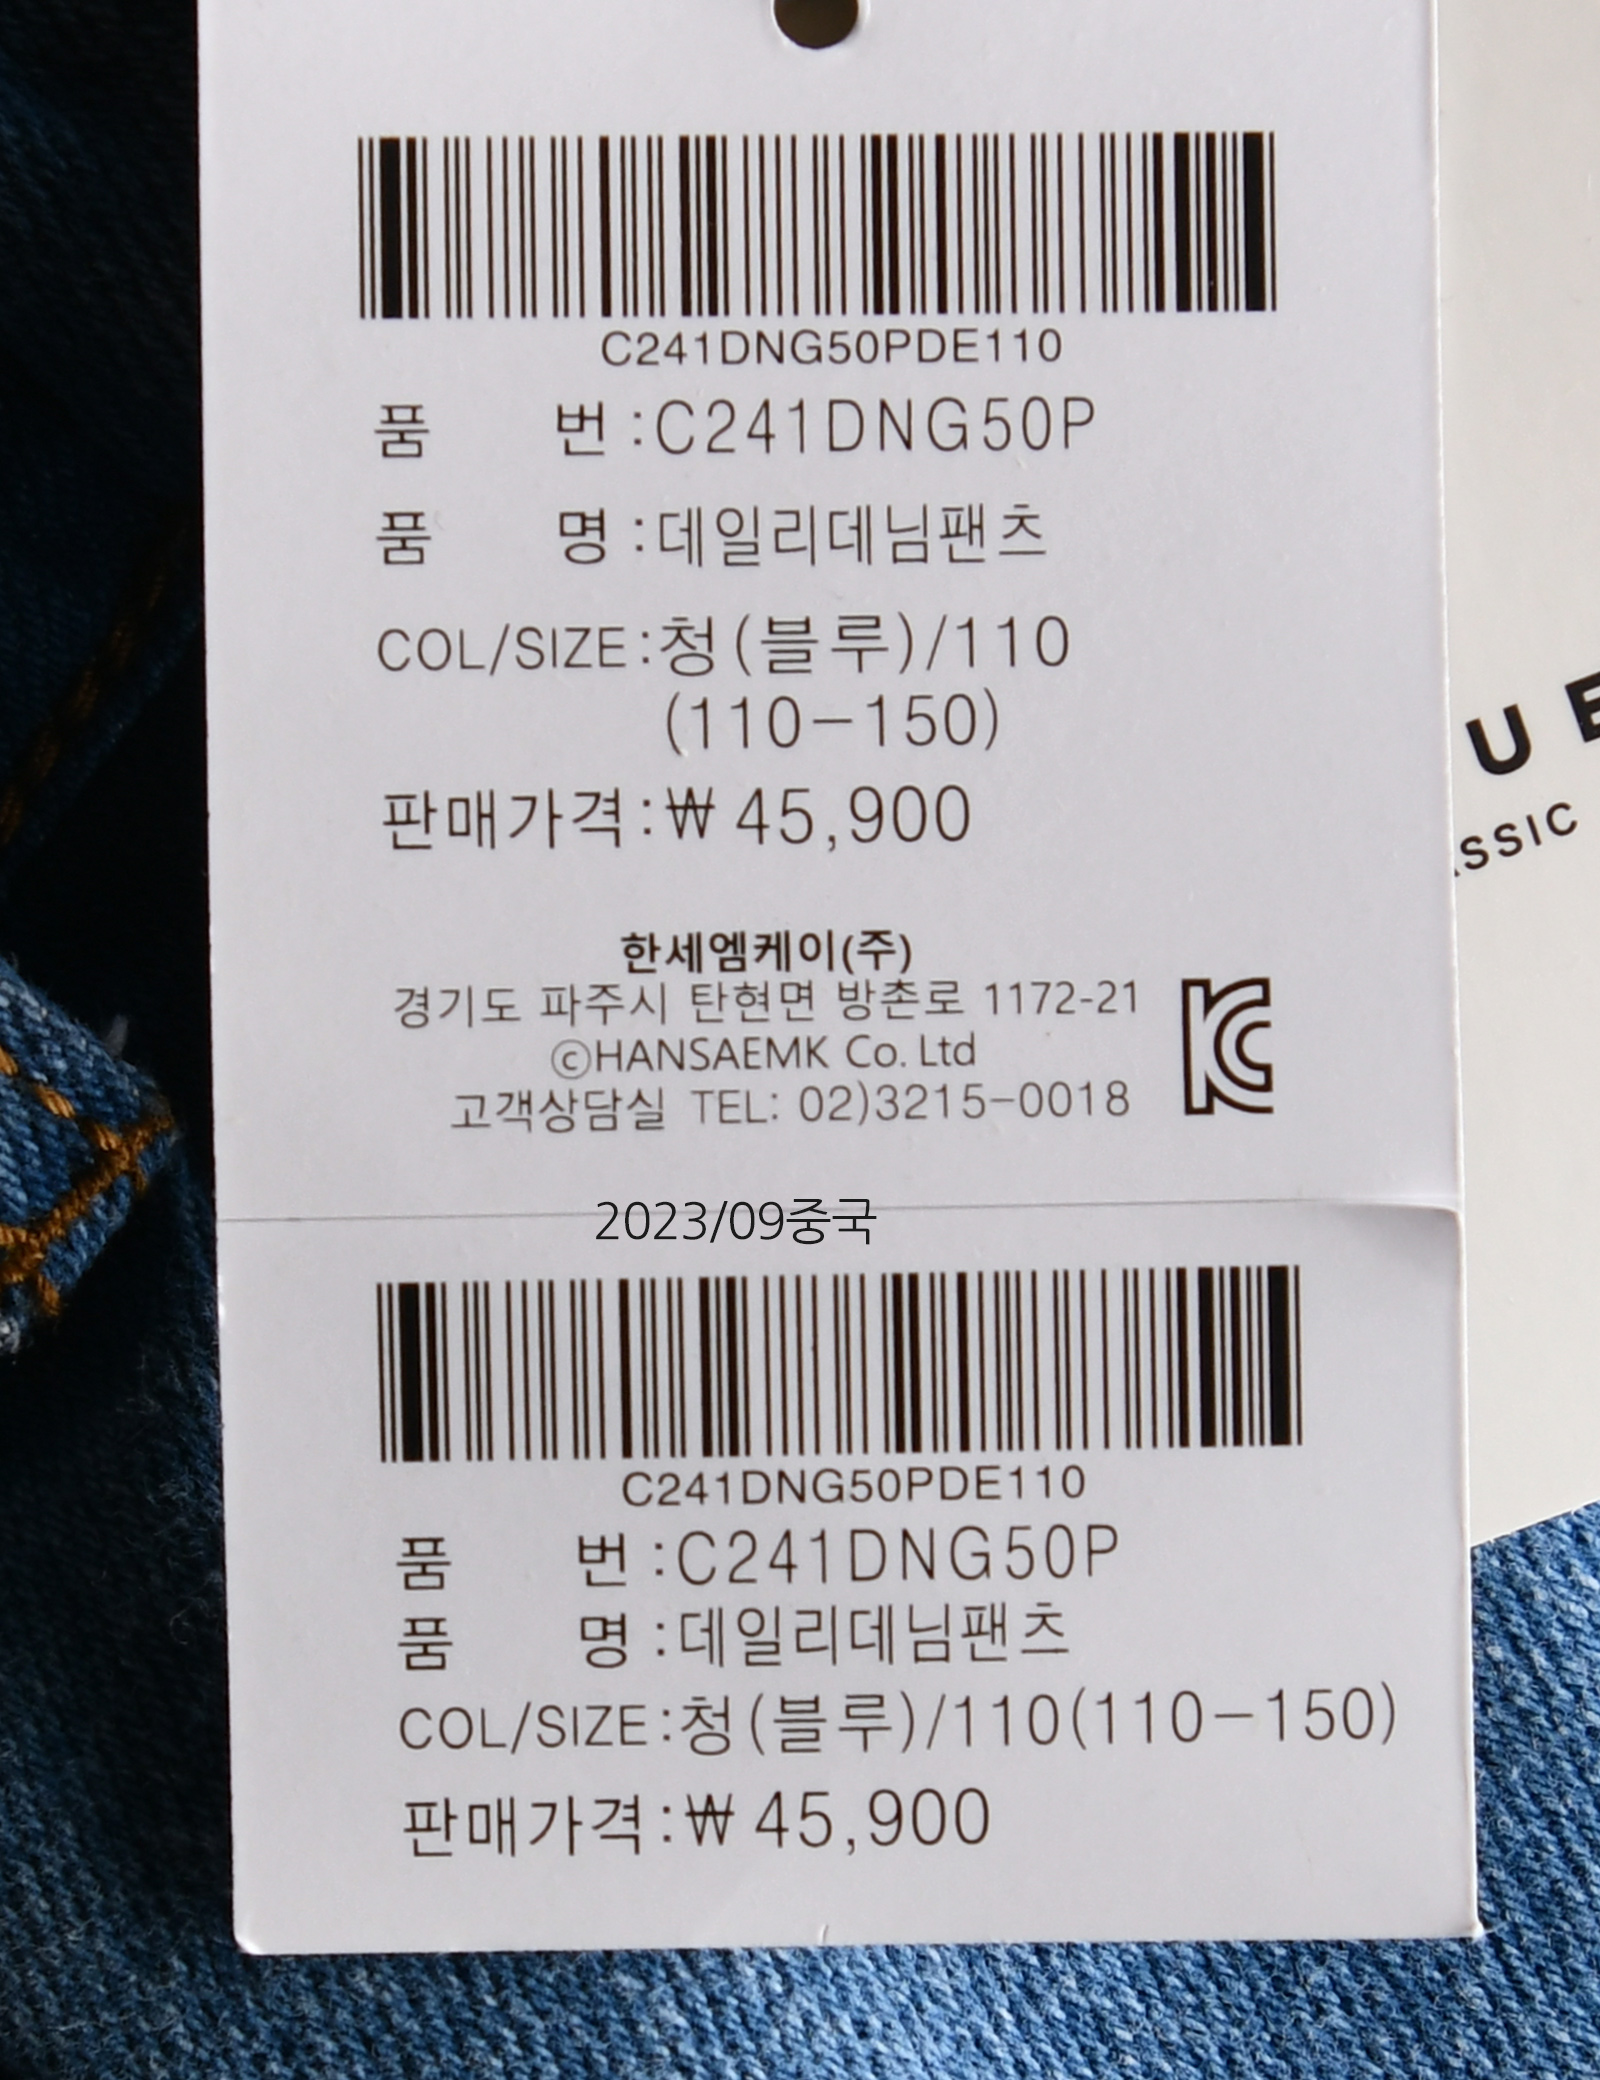 C241DNG50PDE110
품 번 :C241DNG50P
품 명 :데일리데님팬츠
COL/SIZE:청(블루)/110
(110-150)
판매가격:₩ 45,900
한세엠케이(주)
경기도 파주시 탄현면 방촌로 1172-21
ⓒHANSAEMK Co. Ltd
고객상담실 TEL: 02)3215-0018
2023/09중국
C241DNG50PDE110
품 번 :C241DNG50P
품 명 :데일리데님팬츠
COL/SIZE:청(블루)/110(110-150)
판매가격:₩ 45,900
UE
SSIC